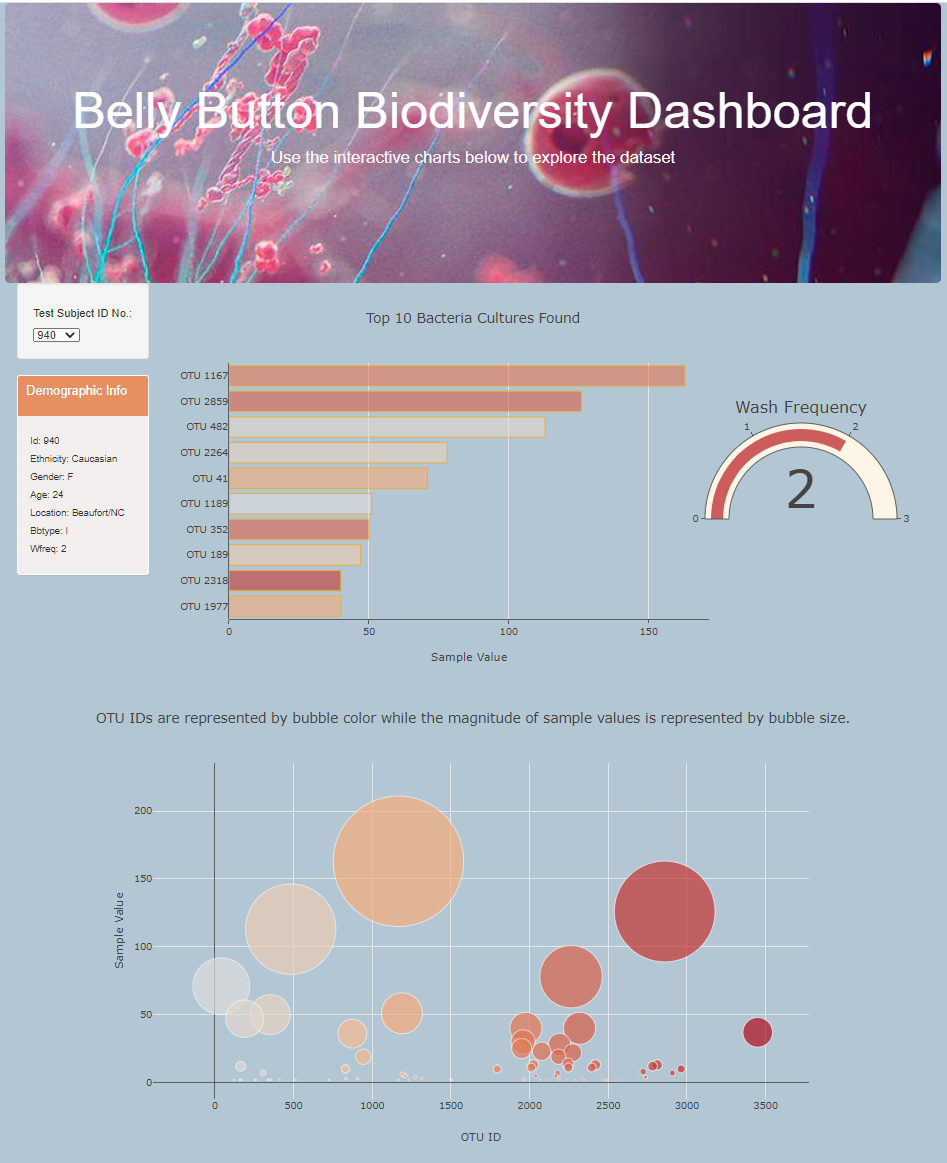 Belly Button Biodiversity Dashboard
Use the interactive charts below to explore the dataset
Test Subject ID No.:
940
Demographic Info
Id: 940
Ethnicity: Caucasian
Gender: F
Age: 24
Location: Beaufort/NC
Bbtype: I
Wfreq: 2
Top 10 Bacteria Cultures Found
OTU 1167
OTU 2859
OTU 482
OTU 2264
OTU 41
OTU 1189
OTU 352
OTU 189
OTU 2318
OTU 1977
0 50 100 150
Sample Value
Wash Frequency
1 2
2
0 3
OTU IDs are represented by bubble color while the magnitude of sample values is represented by bubble size.
200
150
100
50
0
Sample Value
0 500 1000 1500 2000 2500 3000 3500
OTU ID